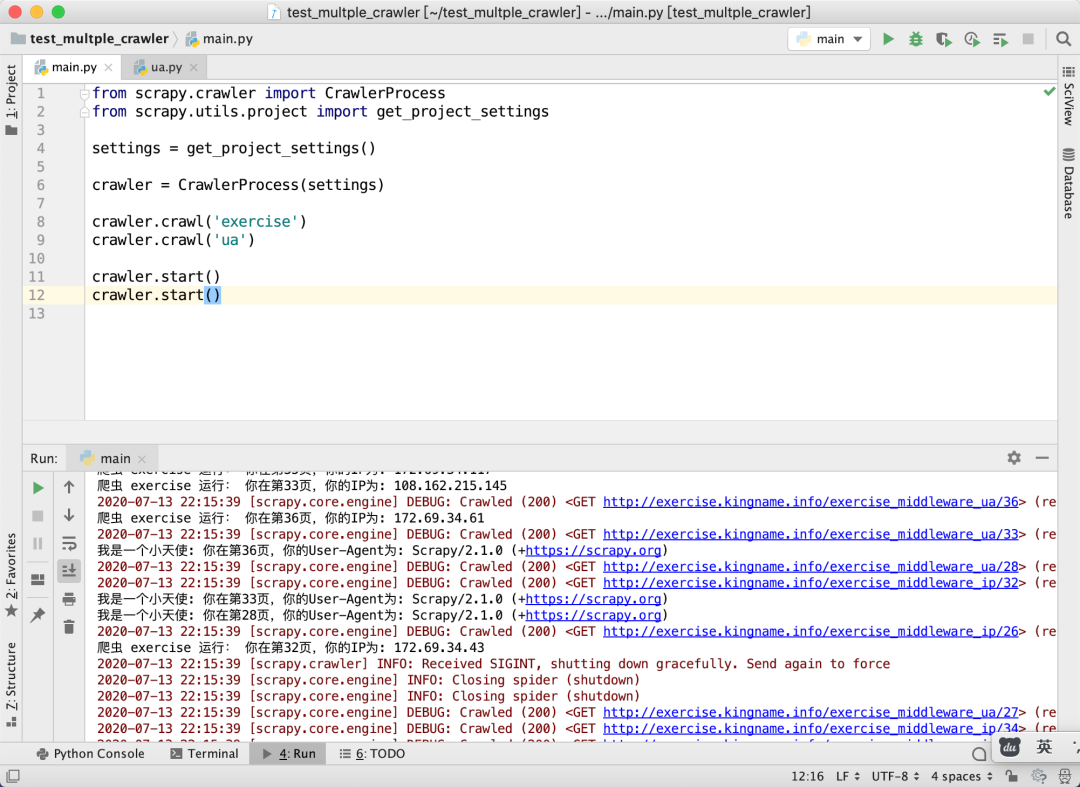 test_multple_crawler [~/test_multple_crawler] - .../main.py [test_multple_crawler]
test_multple_crawler main.py main
main.py ua.py
1: Project
SciView
Database
1 from scrapy.crawler import CrawlerProcess
2 from scrapy.utils.project import get_project_settings
3
4 settings = get_project_settings()
5
6 crawler = CrawlerProcess(settings)
7
8 crawler.crawl('exercise')
9 crawler.crawl('ua')
10
11 crawler.start()
12 crawler.start()
13
Run: main
2: Favorites
Z: Structure
爬虫 exercise 运行： 你在第33页，你的IP为: 108.162.215.145
2020-07-13 22:15:39 [scrapy.core.engine] DEBUG: Crawled (200) <GET http://exercise.kingname.info/exercise_middleware_ua/36> (re
爬虫 exercise 运行： 你在第36页，你的IP为: 172.69.34.61
2020-07-13 22:15:39 [scrapy.core.engine] DEBUG: Crawled (200) <GET http://exercise.kingname.info/exercise_middleware_ua/33> (re
我是一个小天使：你在第36页，你的User-Agent为: Scrapy/2.1.0 (+https://scrapy.org)
2020-07-13 22:15:39 [scrapy.core.engine] DEBUG: Crawled (200) <GET http://exercise.kingname.info/exercise_middleware_ua/28> (re
2020-07-13 22:15:39 [scrapy.core.engine] DEBUG: Crawled (200) <GET http://exercise.kingname.info/exercise_middleware_ip/32> (re
我是一个小天使：你在第33页，你的User-Agent为: Scrapy/2.1.0 (+https://scrapy.org)
我是一个小天使：你在第28页，你的User-Agent为: Scrapy/2.1.0 (+https://scrapy.org)
2020-07-13 22:15:39 [scrapy.core.engine] DEBUG: Crawled (200) <GET http://exercise.kingname.info/exercise_middleware_ip/26> (re
爬虫 exercise 运行： 你在第32页，你的IP为: 172.69.34.43
2020-07-13 22:15:39 [scrapy.crawler] INFO: Received SIGINT, shutting down gracefully. Send again to force
2020-07-13 22:15:39 [scrapy.core.engine] INFO: Closing spider (shutdown)
2020-07-13 22:15:39 [scrapy.core.engine] INFO: Closing spider (shutdown)
2020-07-13 22:15:39 [scrapy.core.engine] DEBUG: Crawled (200) <GET http://exercise.kingname.info/exercise_middleware_ua/27> (re
2020-07-13 22:15:39 [scrapy.core.engine] DEBUG: Crawled (200) <GET http://exercise.kingname.info/exercise_middleware_ip/34> (re
Python Console Terminal 4: Run 6: TODO
du 英
12:16 LF UTF-8 4 spaces